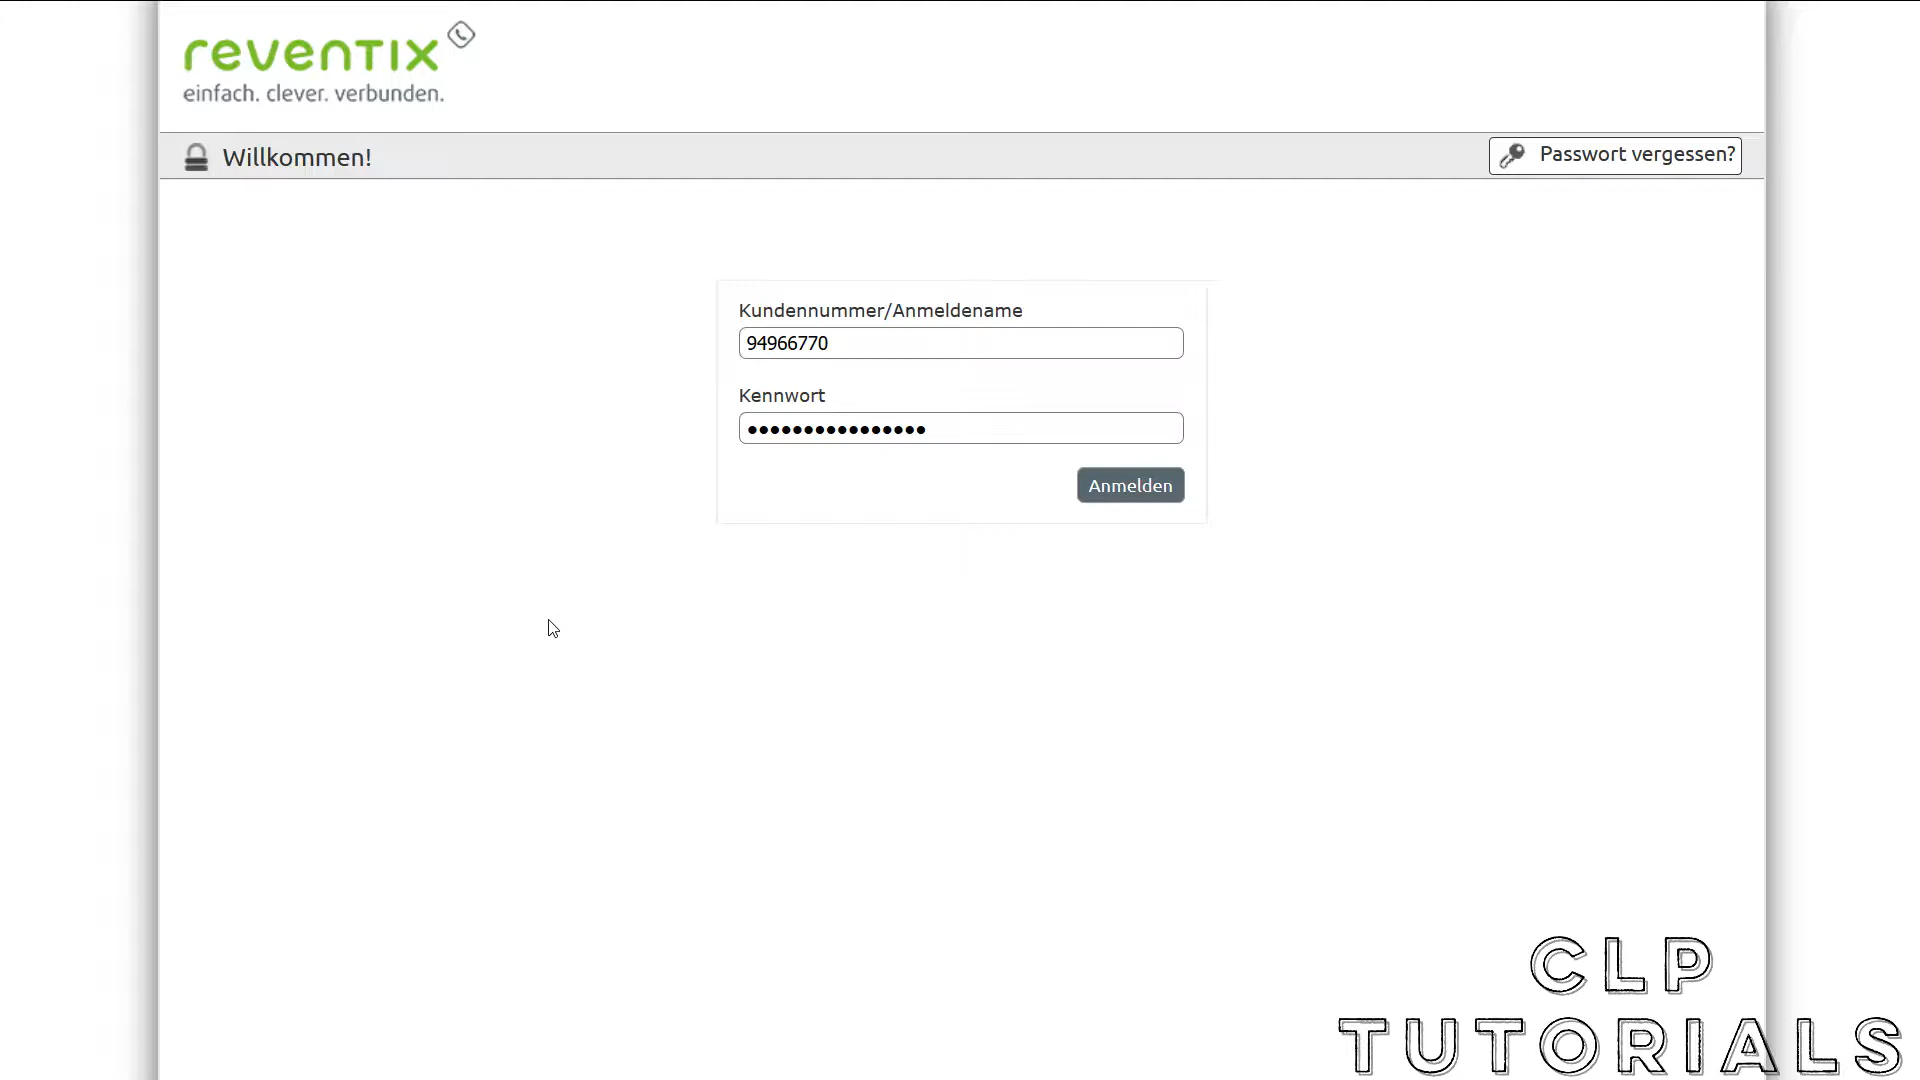 reventix
einfach. clever. verbunden.
Willkommen!
Passwort vergessen?
Kundennummer/Anmeldename
94966770
Kennwort
••••••••••••••••
Anmelden
CLP
TUTORIALS